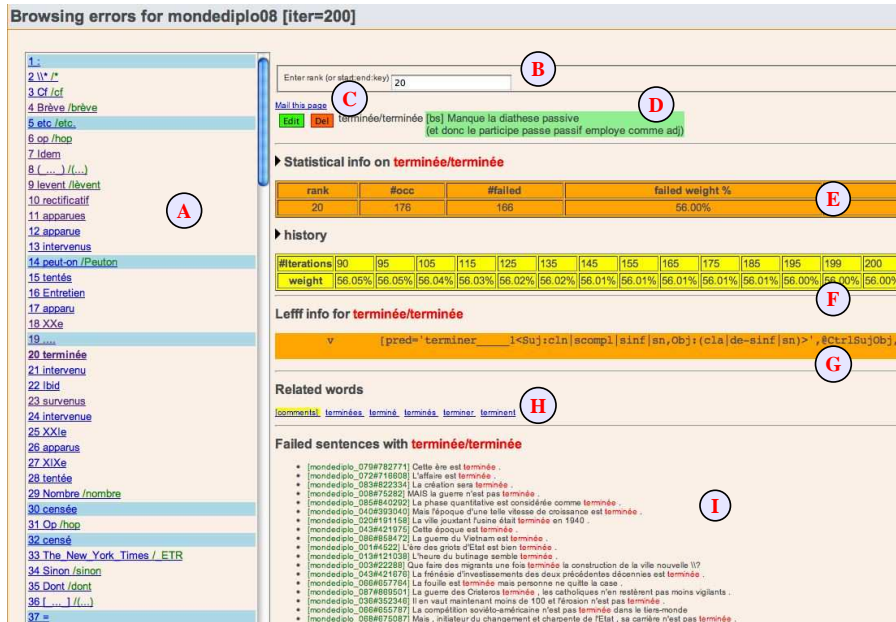 Browsing errors for mondediplo08 [iter=200]
1 :
2 \\* /*
3 Cf /cf
4 Brève /brève
5 etc /etc.
6 op /hop
7 Idem
8 (_ ..._) /(...)
9 levent /lèvent
10 rectificatif
11 apparues
12 apparue
13 intervenus
14 peut-on /Peuton
15 tentés
16 Entretien
17 apparu
18 XXe
19 ....
20 terminée
21 intervenu
22 Ibid
23 survenus
24 intervenue
25 XXIe
26 apparus
27 XIXe
28 tentée
29 Nombre /nombre
30 censée
31 Op /hop
32 censé
33 The_New_York_Times /_ETR
34 Sinon /sinon
35 Dont /dont
36 [_ ..._] /(...)
37 =
A
Enter rank (or start:end:key) 20
B
Mail this page
C
D
Edit Del terminée/terminée [bs] Manque la diathese passive
(et donc le participe passe passif employe comme adj)
Statistical info on terminée/terminée
rank #occ #failed failed weight %
20 176 166 56.00%
E
history
#Iterations 90 95 105 115 125 135 145 155 165 175 185 195 199 200
weight 56.05% 56.05% 56.04% 56.03% 56.02% 56.02% 56.01% 56.01% 56.01% 56.01% 56.01% 56.00% 56.00% 56.00%
F
Lefff info for terminée/terminée
v [pred='terminer_____1<Suj:cln|scompl|sinf|sn,Obj:(cla|de-sinf|sn)>',@CtrlSujObj,
G
Related words
[comments] terminées terminé terminés terminer terminent
H
Failed sentences with terminée/terminée
[mondediplo_079#782771] Cette ère est terminée .
[mondediplo_072#716608] L'affaire est terminée .
[mondediplo_083#822334] La création sera terminée .
[mondediplo_008#75282] MAIS la guerre n'est pas terminée .
[mondediplo_085#840292] La phase quantitative est considérée comme terminée .
[mondediplo_040#393040] Mais l'époque d'une telle vitesse de croissance est terminée .
[mondediplo_020#191158] La ville jouxtant l'usine était terminée en 1940 .
[mondediplo_043#421975] Cette époque est terminée .
[mondediplo_086#858472] La guerre du Vietnam est terminée .
[mondediplo_001#4522] L'ère des griots d'Etat est bien terminée .
[mondediplo_013#121038] L'heure du butinage semble terminée .
[mondediplo_003#22288] Que faire des migrants une fois terminée la construction de la ville nouvelle \\?
[mondediplo_043#421676] La frénésie d'investissements des deux précédentes décennies est terminée .
[mondediplo_066#657764] La fouille est terminée mais personne ne quitte la case .
[mondediplo_087#869501] La guerre des Cristeros terminée , les catholiques n'en restèrent pas moins vigilants .
[mondediplo_036#352346] Il en vaut maintenant moins de 100 et l'érosion n'est pas terminée .
[mondediplo_066#655787] La compétition soviéto-américaine n'est pas terminée dans le tiers-monde
[mondediplo_068#675087] Mais , initiateur du changement et charpente de l'Etat , sa carrière n'est pas terminée .
I